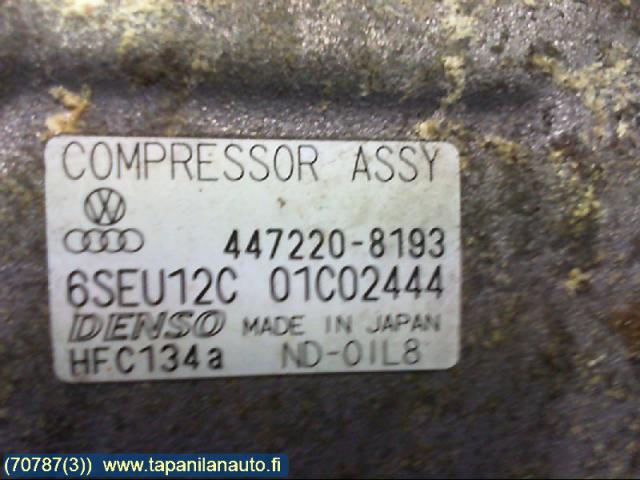 COMPRESSOR ASSY
447220-8193
6SEU12C 01C02444
DENSO MADE IN JAPAN
HFC134a ND-OIL8
(70787(3)) www.tapanilanauto.fi